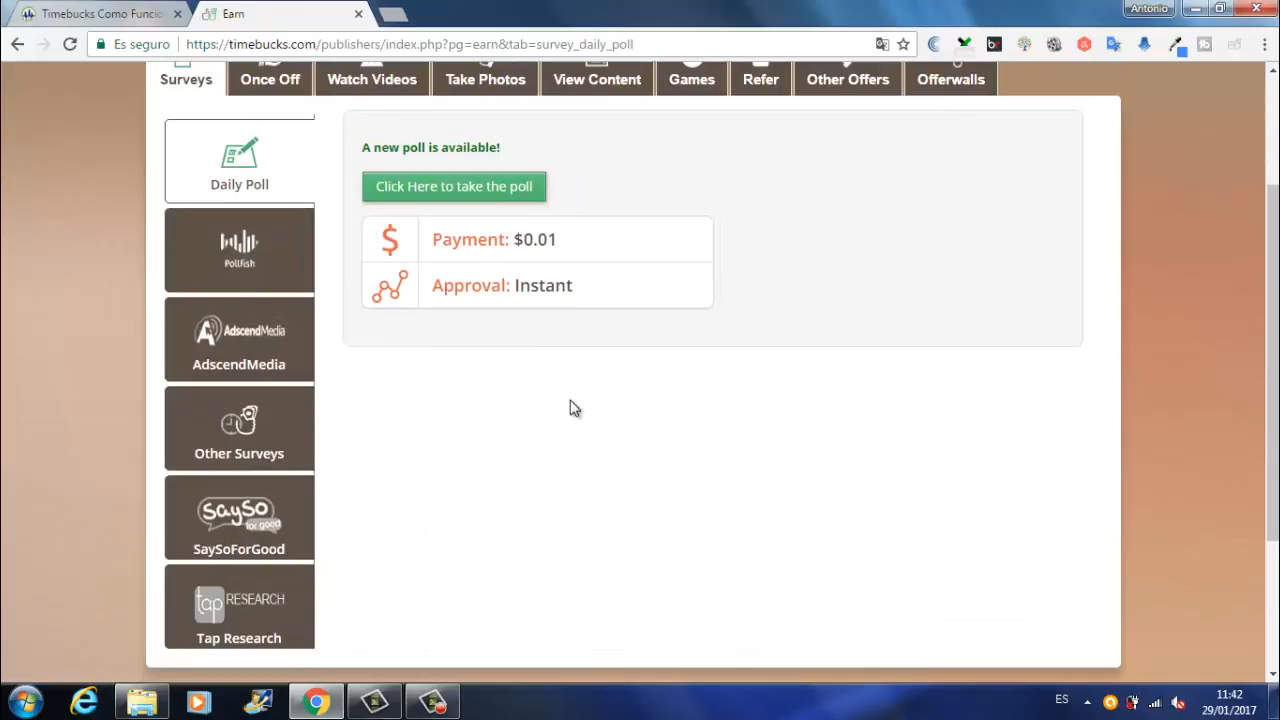 Timebucks Como Funcio
Earn
Antonio
Es seguro
https://timebucks.com/publishers/index.php?pg=earn&tab=survey_daily_poll
Surveys
Once Off
Watch Videos
Take Photos
View Content
Games
Refer
Other Offers
Offerwalls
Daily Poll
Pollfish
AdscendMedia
AdscendMedia
Other Surveys
SaySo
for good
SaySoForGood
tap RESEARCH
Tap Research
A new poll is available!
Click Here to take the poll
$
Payment: $0.01
Approval: Instant
ES
11:42
29/01/2017